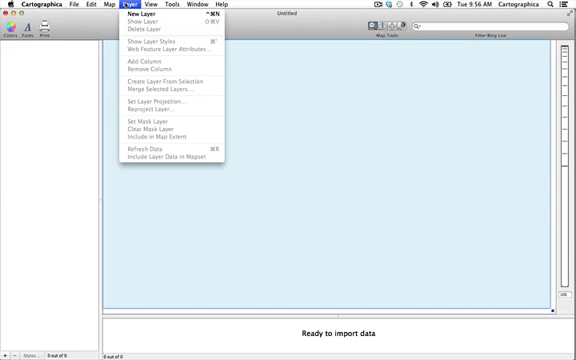 Cartographica File Edit Map Layer View Tools Window Help Tue 9:56 AM Cartographica
Untitled
Colors Fonts Print Map Tools Filter Bing Live
New Layer ^⌘N
Show Layer ⇧⌘V
Delete Layer
Show Layer Styles ⌘'
Web Feature Layer Attributes...
Add Column
Remove Column
Create Layer From Selection
Merge Selected Layers...
Set Layer Projection...
Reproject Layer...
Set Mask Layer
Clear Mask Layer
Include in Map Extent
Refresh Data ⌘R
Include Layer Data in Mapset
100
Ready to import data
+ − Styles... 0 out of 0 0 out of 0